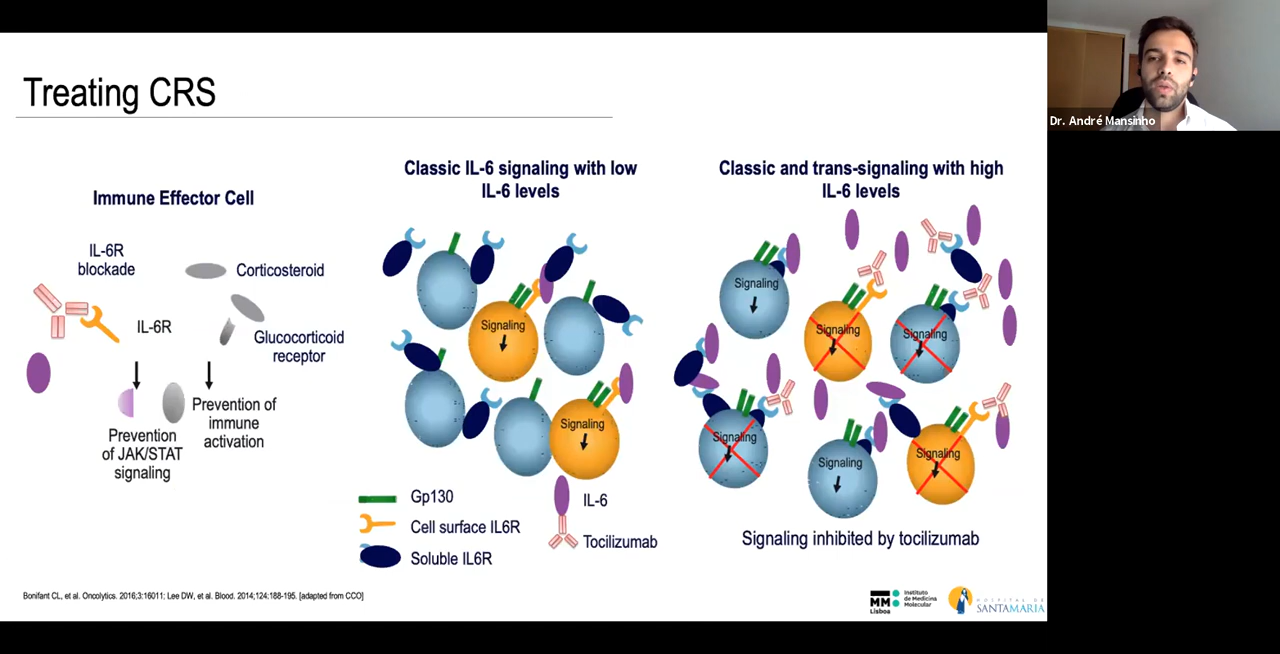 Treating CRS
Dr. André Mansinho
Immune Effector Cell
IL-6R
blockade
Corticosteroid
IL-6R
Glucocorticoid
receptor
Prevention of
immune
activation
Prevention
of JAK/STAT
signaling
Classic IL-6 signaling with low
IL-6 levels
Signaling
Signaling
Gp130
Cell surface IL6R
Soluble IL6R
IL-6
Tocilizumab
Classic and trans-signaling with high
IL-6 levels
Signaling
Signaling
Signaling
Signaling
Signaling
Signaling
Signaling inhibited by tocilizumab
Bonifant CL, et al. Oncolytics. 2016;3:16011; Lee DW, et al. Blood. 2014;124:188-195. [adapted from CCO]
MM
Lisboa
Instituto
de Medicina
Molecular
HOSPITAL DE
SANTAMARIA